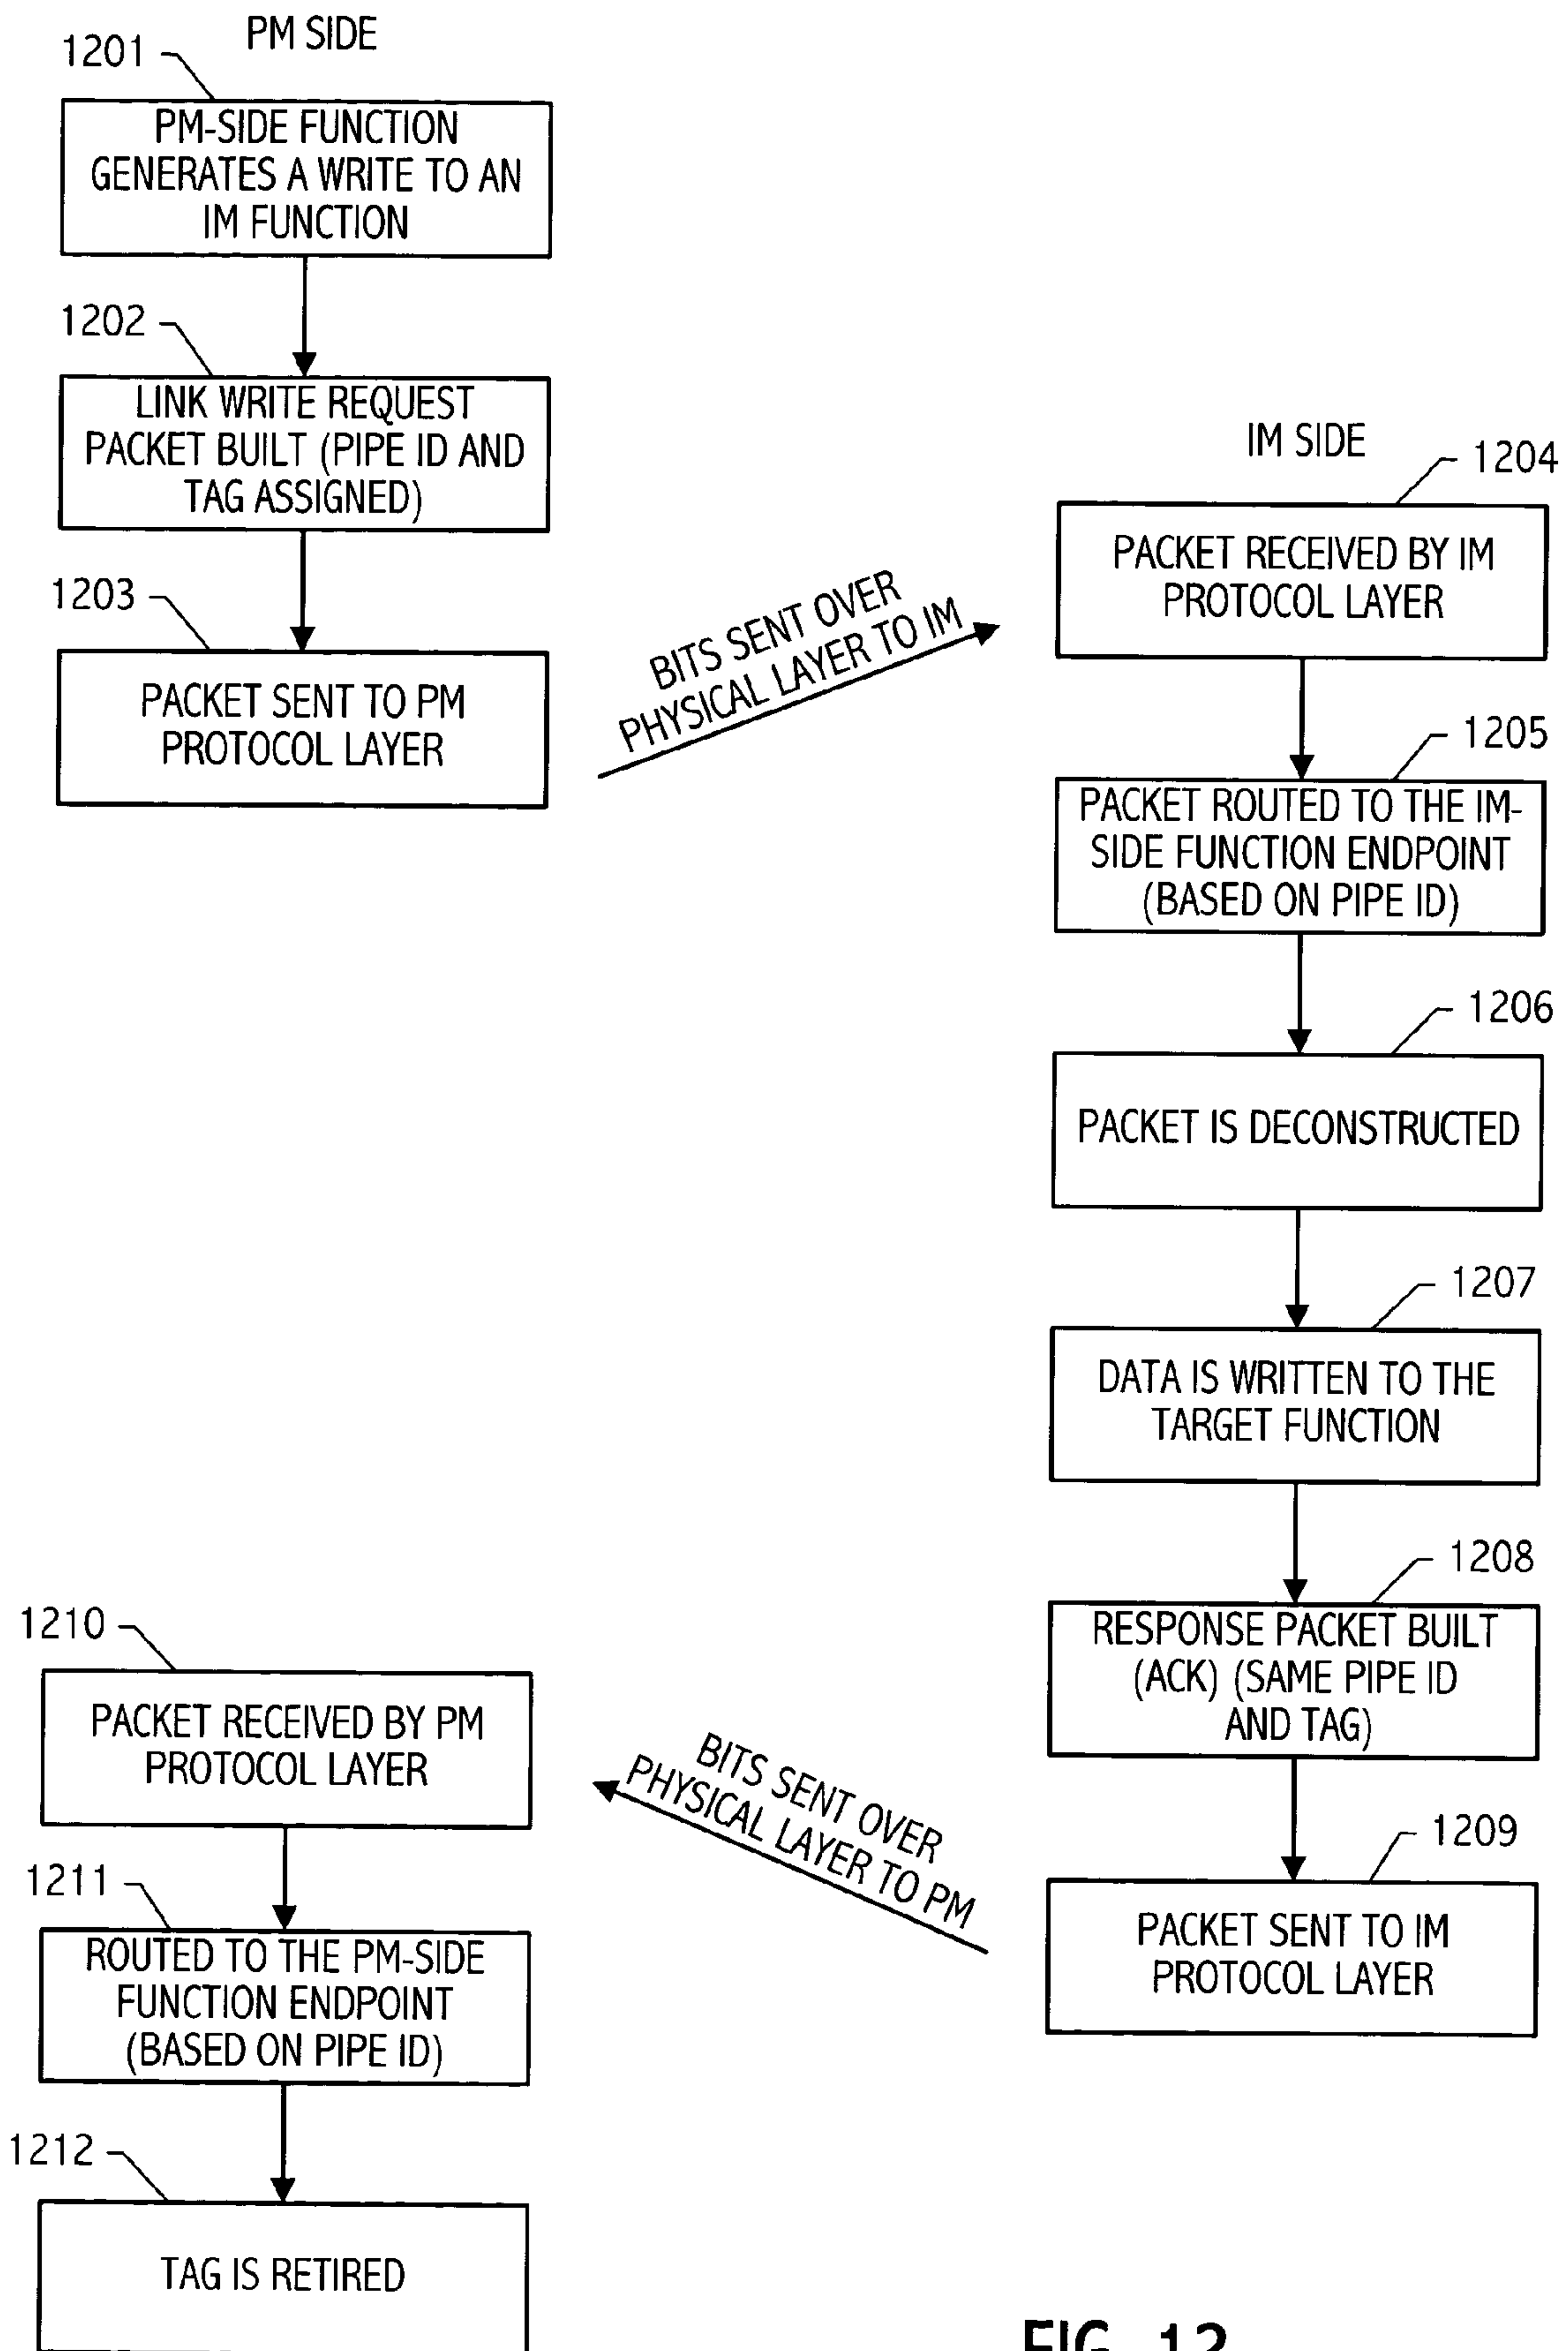 PM SIDE
1201
PM-SIDE FUNCTION
GENERATES A WRITE TO AN
IM FUNCTION
1202
LINK WRITE REQUEST
PACKET BUILT (PIPE ID AND
TAG ASSIGNED)
1203
PACKET SENT TO PM
PROTOCOL LAYER
BITS SENT OVER
PHYSICAL LAYER TO IM
IM SIDE
1204
PACKET RECEIVED BY IM
PROTOCOL LAYER
1205
PACKET ROUTED TO THE IM-
SIDE FUNCTION ENDPOINT
(BASED ON PIPE ID)
1206
PACKET IS DECONSTRUCTED
1207
DATA IS WRITTEN TO THE
TARGET FUNCTION
1208
RESPONSE PACKET BUILT
(ACK) (SAME PIPE ID
AND TAG)
1209
PACKET SENT TO IM
PROTOCOL LAYER
BITS SENT OVER
PHYSICAL LAYER TO PM
1210
PACKET RECEIVED BY PM
PROTOCOL LAYER
1211
ROUTED TO THE PM-SIDE
FUNCTION ENDPOINT
(BASED ON PIPE ID)
1212
TAG IS RETIRED
FIG. 12